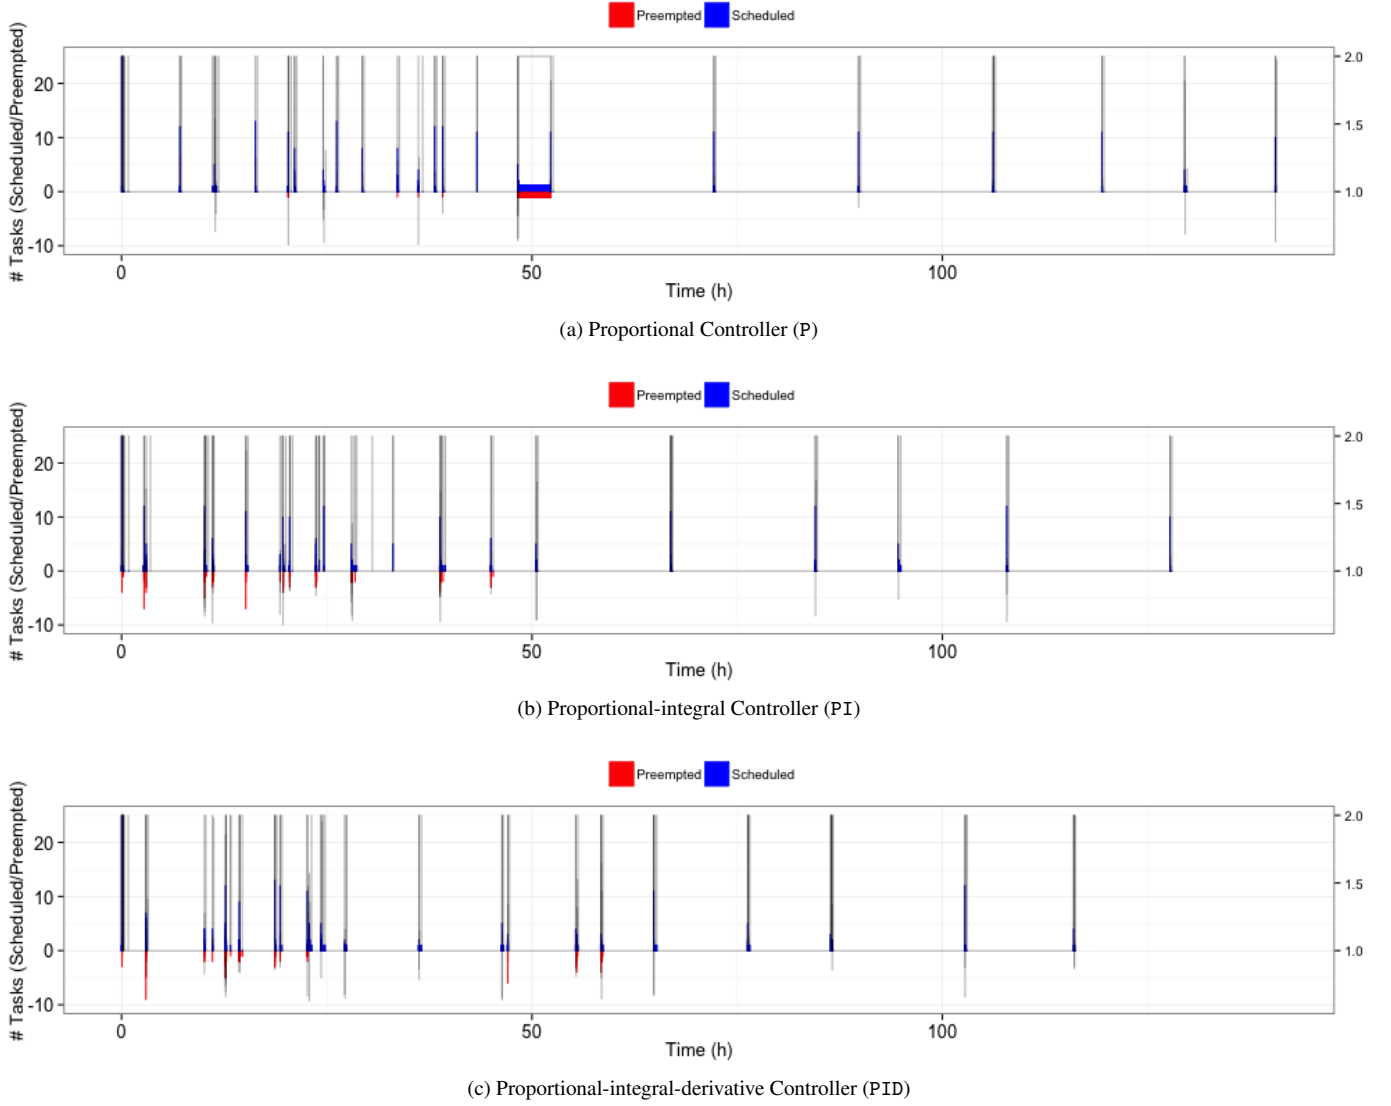 Preempted Scheduled
# Tasks (Scheduled/Preempted)
20
10
0
-10
2.0
1.5
1.0
0 50 100
Time (h)
(a) Proportional Controller (P)
Preempted Scheduled
# Tasks (Scheduled/Preempted)
20
10
0
-10
2.0
1.5
1.0
0 50 100
Time (h)
(b) Proportional-integral Controller (PI)
Preempted Scheduled
# Tasks (Scheduled/Preempted)
20
10
0
-10
2.0
1.5
1.0
0 50 100
Time (h)
(c) Proportional-integral-derivative Controller (PID)